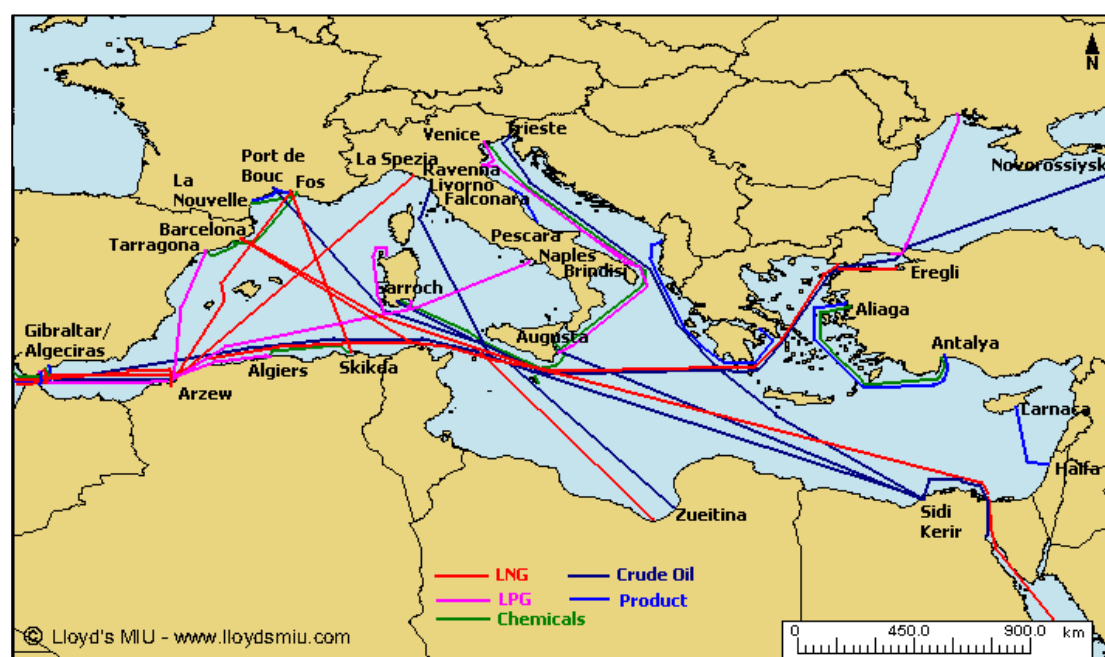 N
Venice
Trieste
Port de
Bouc
La Spezia
Ravenna
Novorossiysk
La
Nouvelle
Fos
Livorno
Falconara
Barcelona
Tarragona
Pescara
Naples
Brindisi
Sarroch
Eregli
Aliaga
Gibraltar/
Algeciras
Augusta
Antalya
Algiers
Skikda
Arzew
Larnaca
Haifa
Zueitina
Sidi
Kerir
LNG
Crude Oil
LPG
Product
Chemicals
© Lloyd's MIU - www.lloydsmiu.com
0 450.0 900.0 km